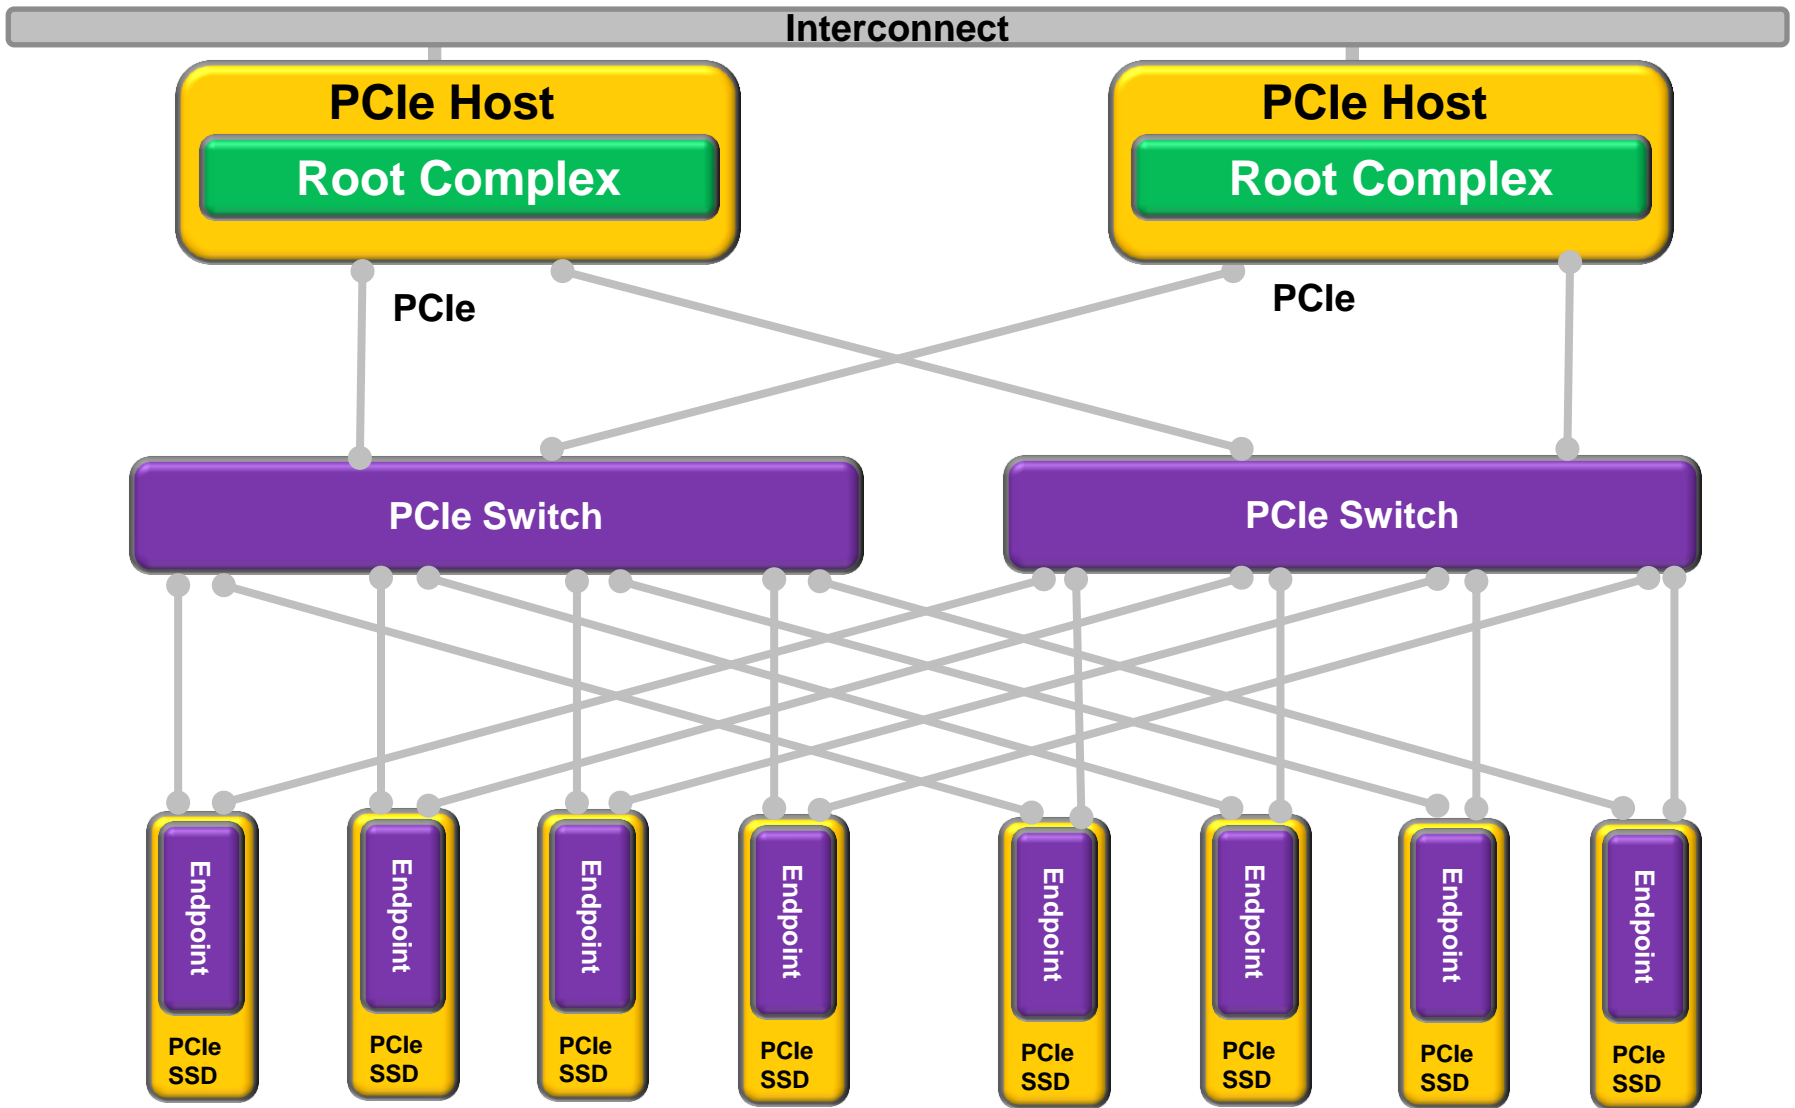 Interconnect
PCIe Host
Root Complex
PCIe Host
Root Complex
PCIe
PCIe
PCIe Switch
PCIe Switch
Endpoint
PCIe
SSD
Endpoint
PCIe
SSD
Endpoint
PCIe
SSD
Endpoint
PCIe
SSD
Endpoint
PCIe
SSD
Endpoint
PCIe
SSD
Endpoint
PCIe
SSD
Endpoint
PCIe
SSD